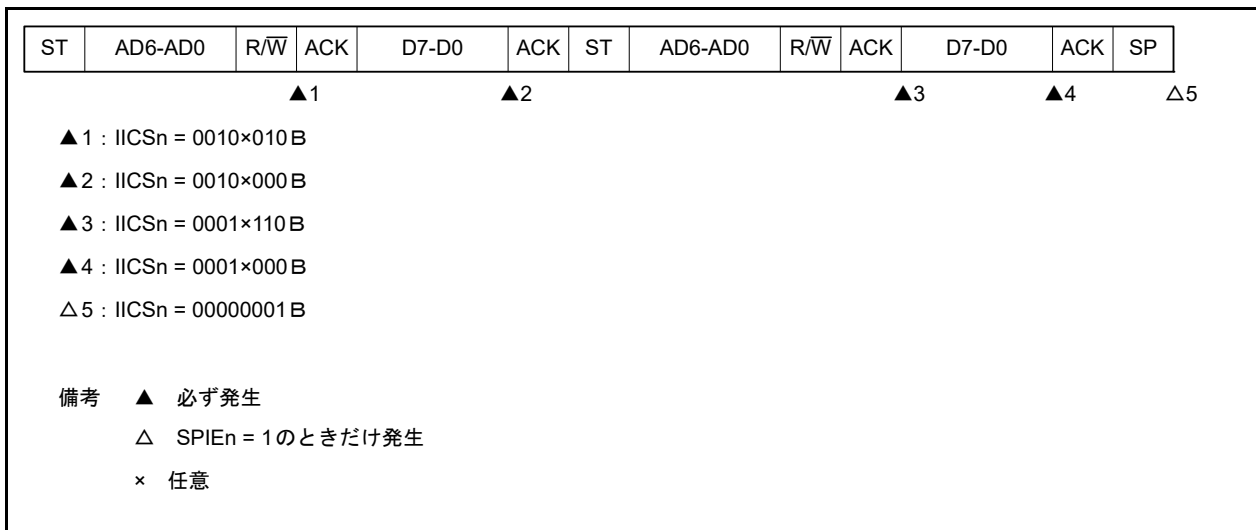 ST AD6-AD0 R/W̅ ACK D7-D0 ACK ST AD6-AD0 R/W̅ ACK D7-D0 ACK SP
▲1 ▲2 ▲3 ▲4 △5
▲1：IICSn = 0010×010B
▲2：IICSn = 0010×000B
▲3：IICSn = 0001×110B
▲4：IICSn = 0001×000B
△5：IICSn = 00000001B
備考 ▲ 必ず発生
△ SPIEn = 1のときだけ発生
× 任意